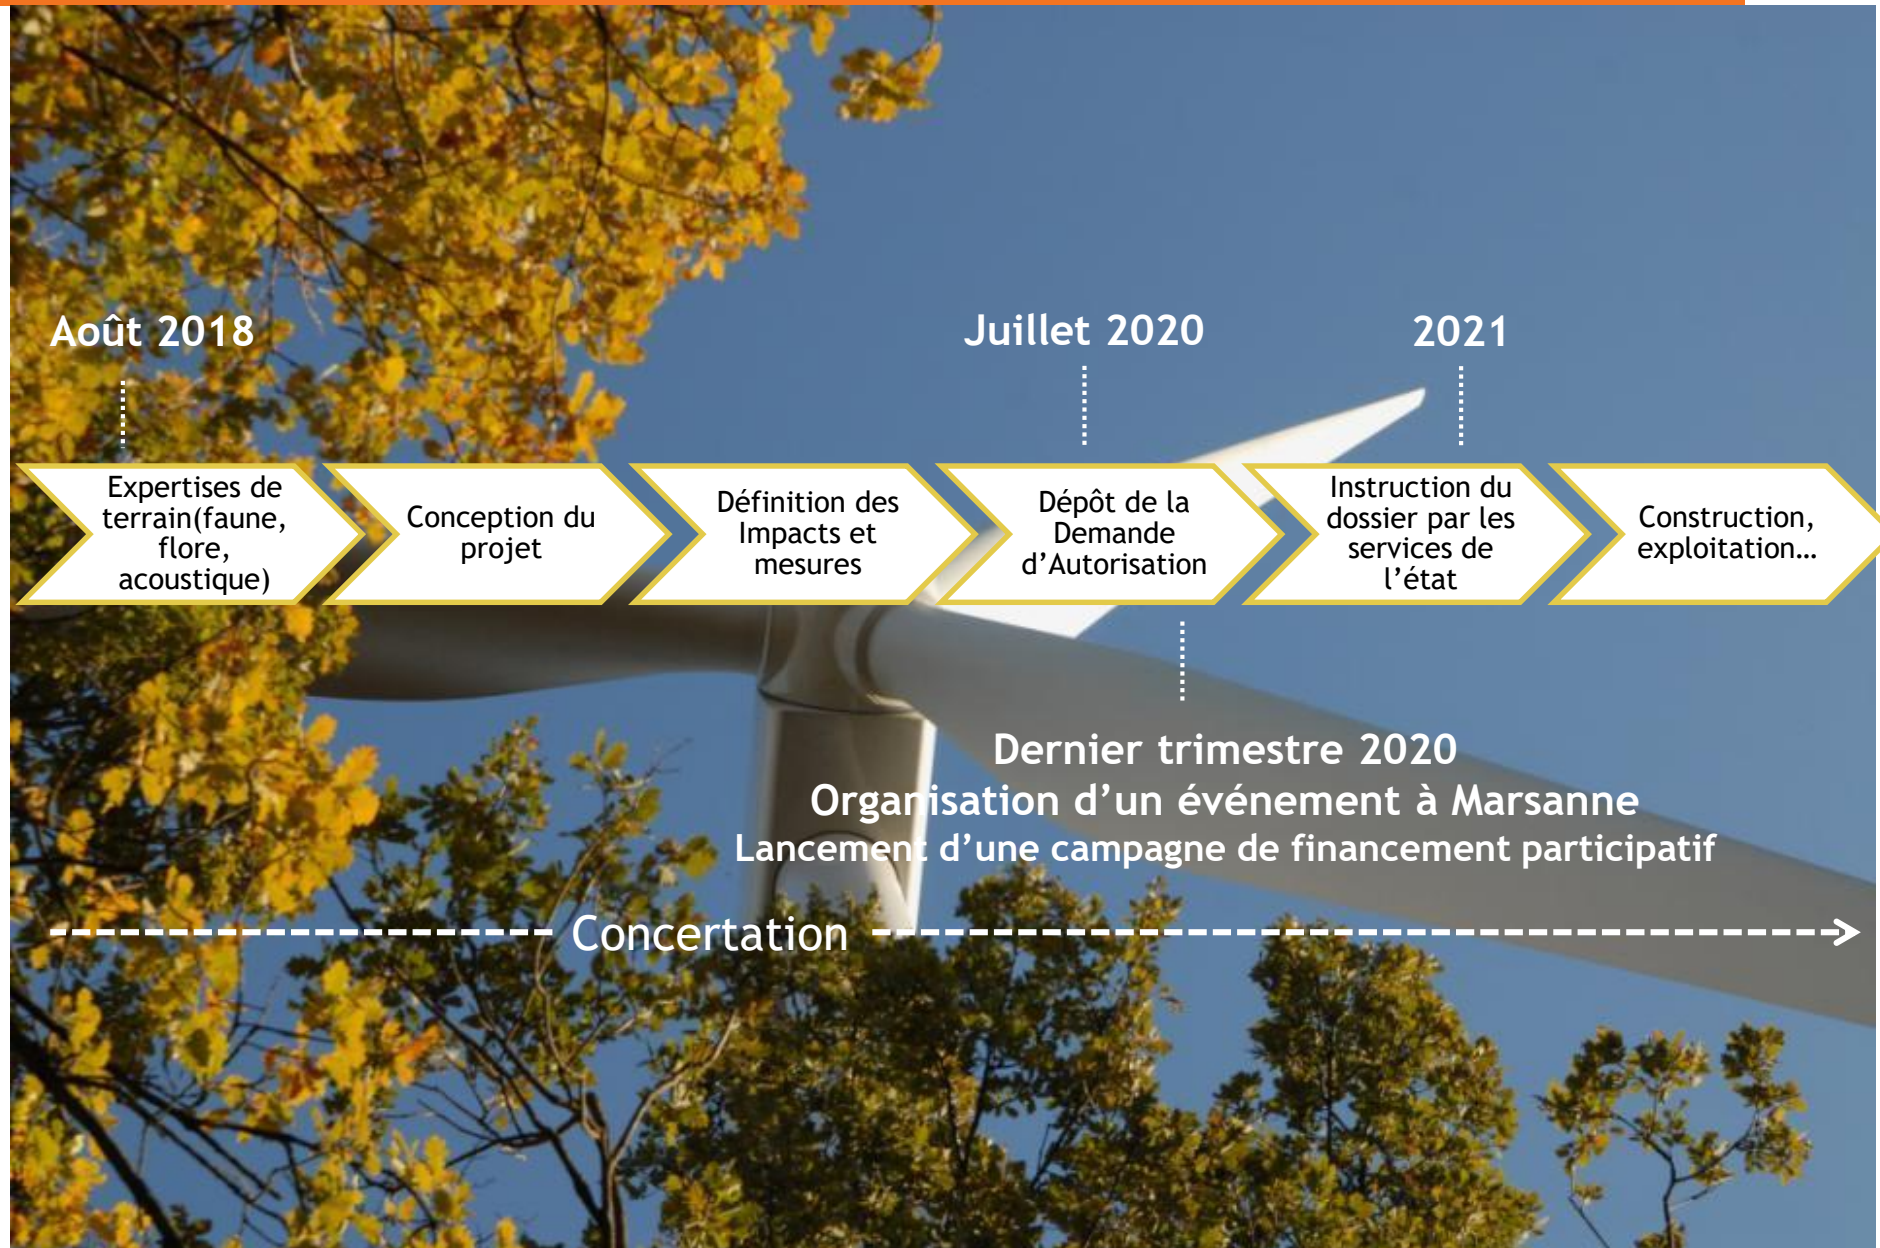 Août 2018
Juillet 2020
2021
Expertises de
terrain(faune,
flore,
acoustique)
Conception du
projet
Définition des
Impacts et
mesures
Dépôt de la
Demande
d’Autorisation
Instruction du
dossier par les
services de
l’état
Construction,
exploitation…
Dernier trimestre 2020
Organisation d’un événement à Marsanne
Lancement d’une campagne de financement participatif
Concertation